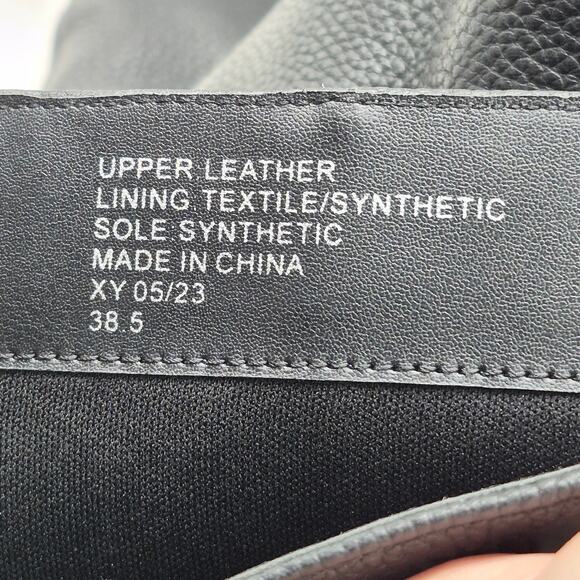 UPPER LEATHER
LINING TEXTILE/SYNTHETIC
SOLE SYNTHETIC
MADE IN CHINA
XY 05/23
38.5